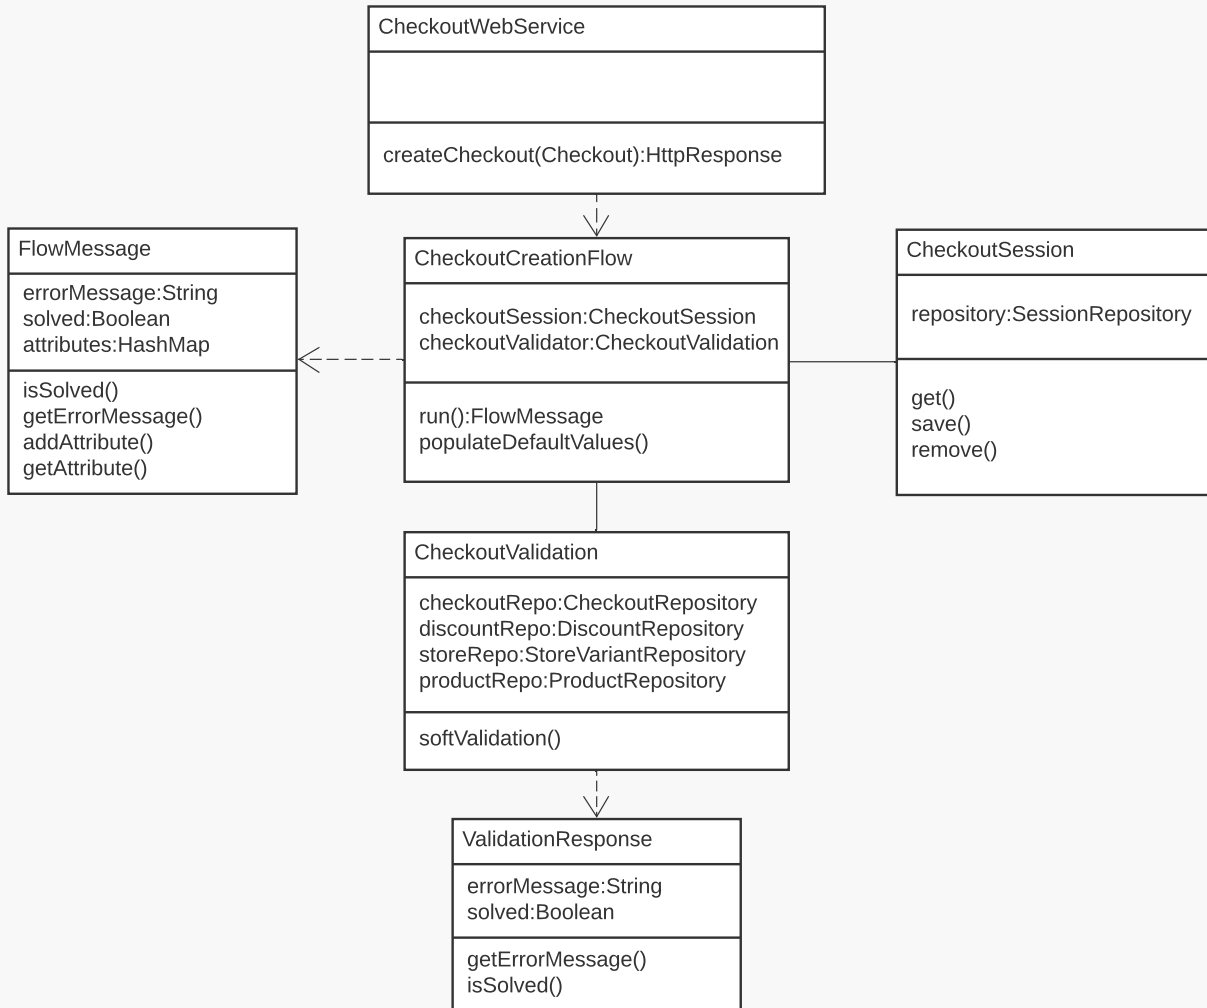 CheckoutWebService
createCheckout(Checkout):HttpResponse
FlowMessage
errorMessage:String
solved:Boolean
attributes:HashMap
isSolved()
getErrorMessage()
addAttribute()
getAttribute()
CheckoutCreationFlow
checkoutSession:CheckoutSession
checkoutValidator:CheckoutValidation
run():FlowMessage
populateDefaultValues()
CheckoutSession
repository:SessionRepository
get()
save()
remove()
CheckoutValidation
checkoutRepo:CheckoutRepository
discountRepo:DiscountRepository
storeRepo:StoreVariantRepository
productRepo:ProductRepository
softValidation()
ValidationResponse
errorMessage:String
solved:Boolean
getErrorMessage()
isSolved()